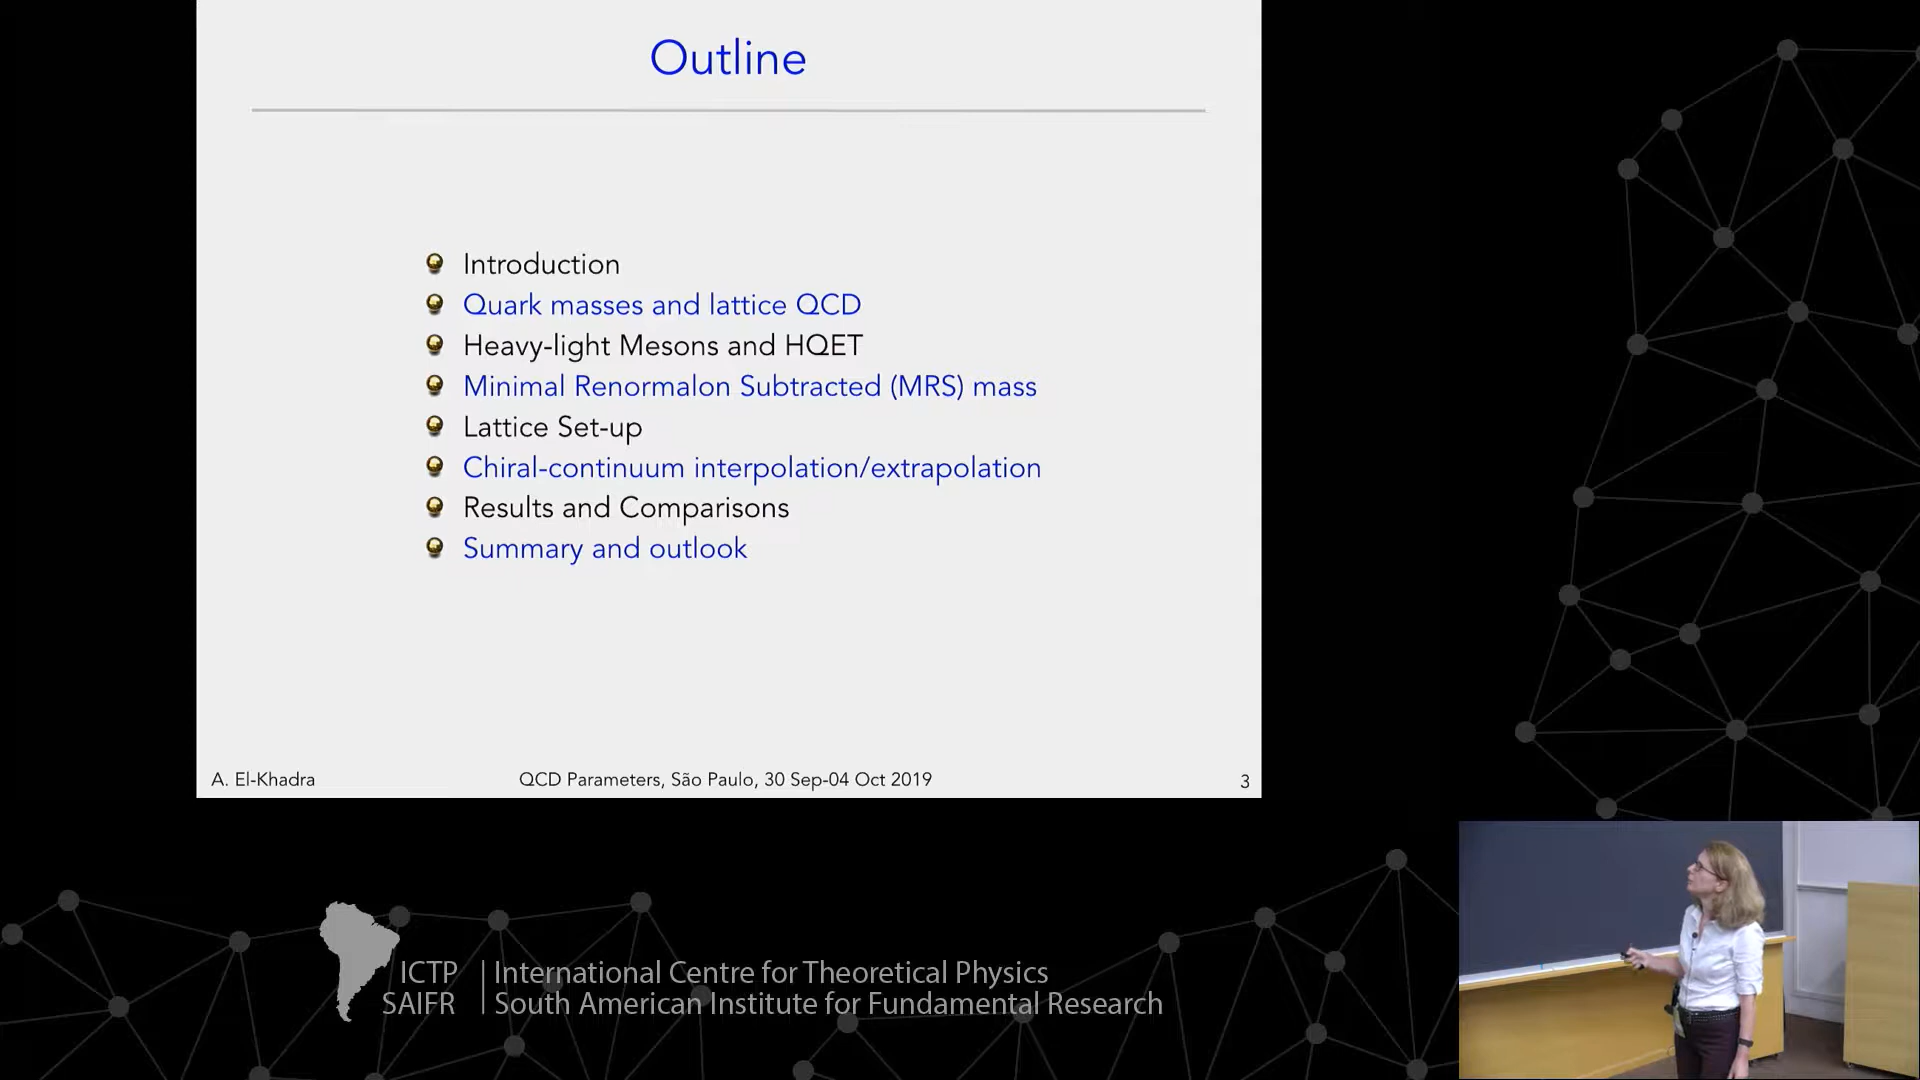 Outline
Introduction
Quark masses and lattice QCD
Heavy-light Mesons and HQET
Minimal Renormalon Subtracted (MRS) mass
Lattice Set-up
Chiral-continuum interpolation/extrapolation
Results and Comparisons
Summary and outlook
A. El-Khadra
QCD Parameters, São Paulo, 30 Sep-04 Oct 2019
3
ICTP International Centre for Theoretical Physics
SAIFR South American Institute for Fundamental Research